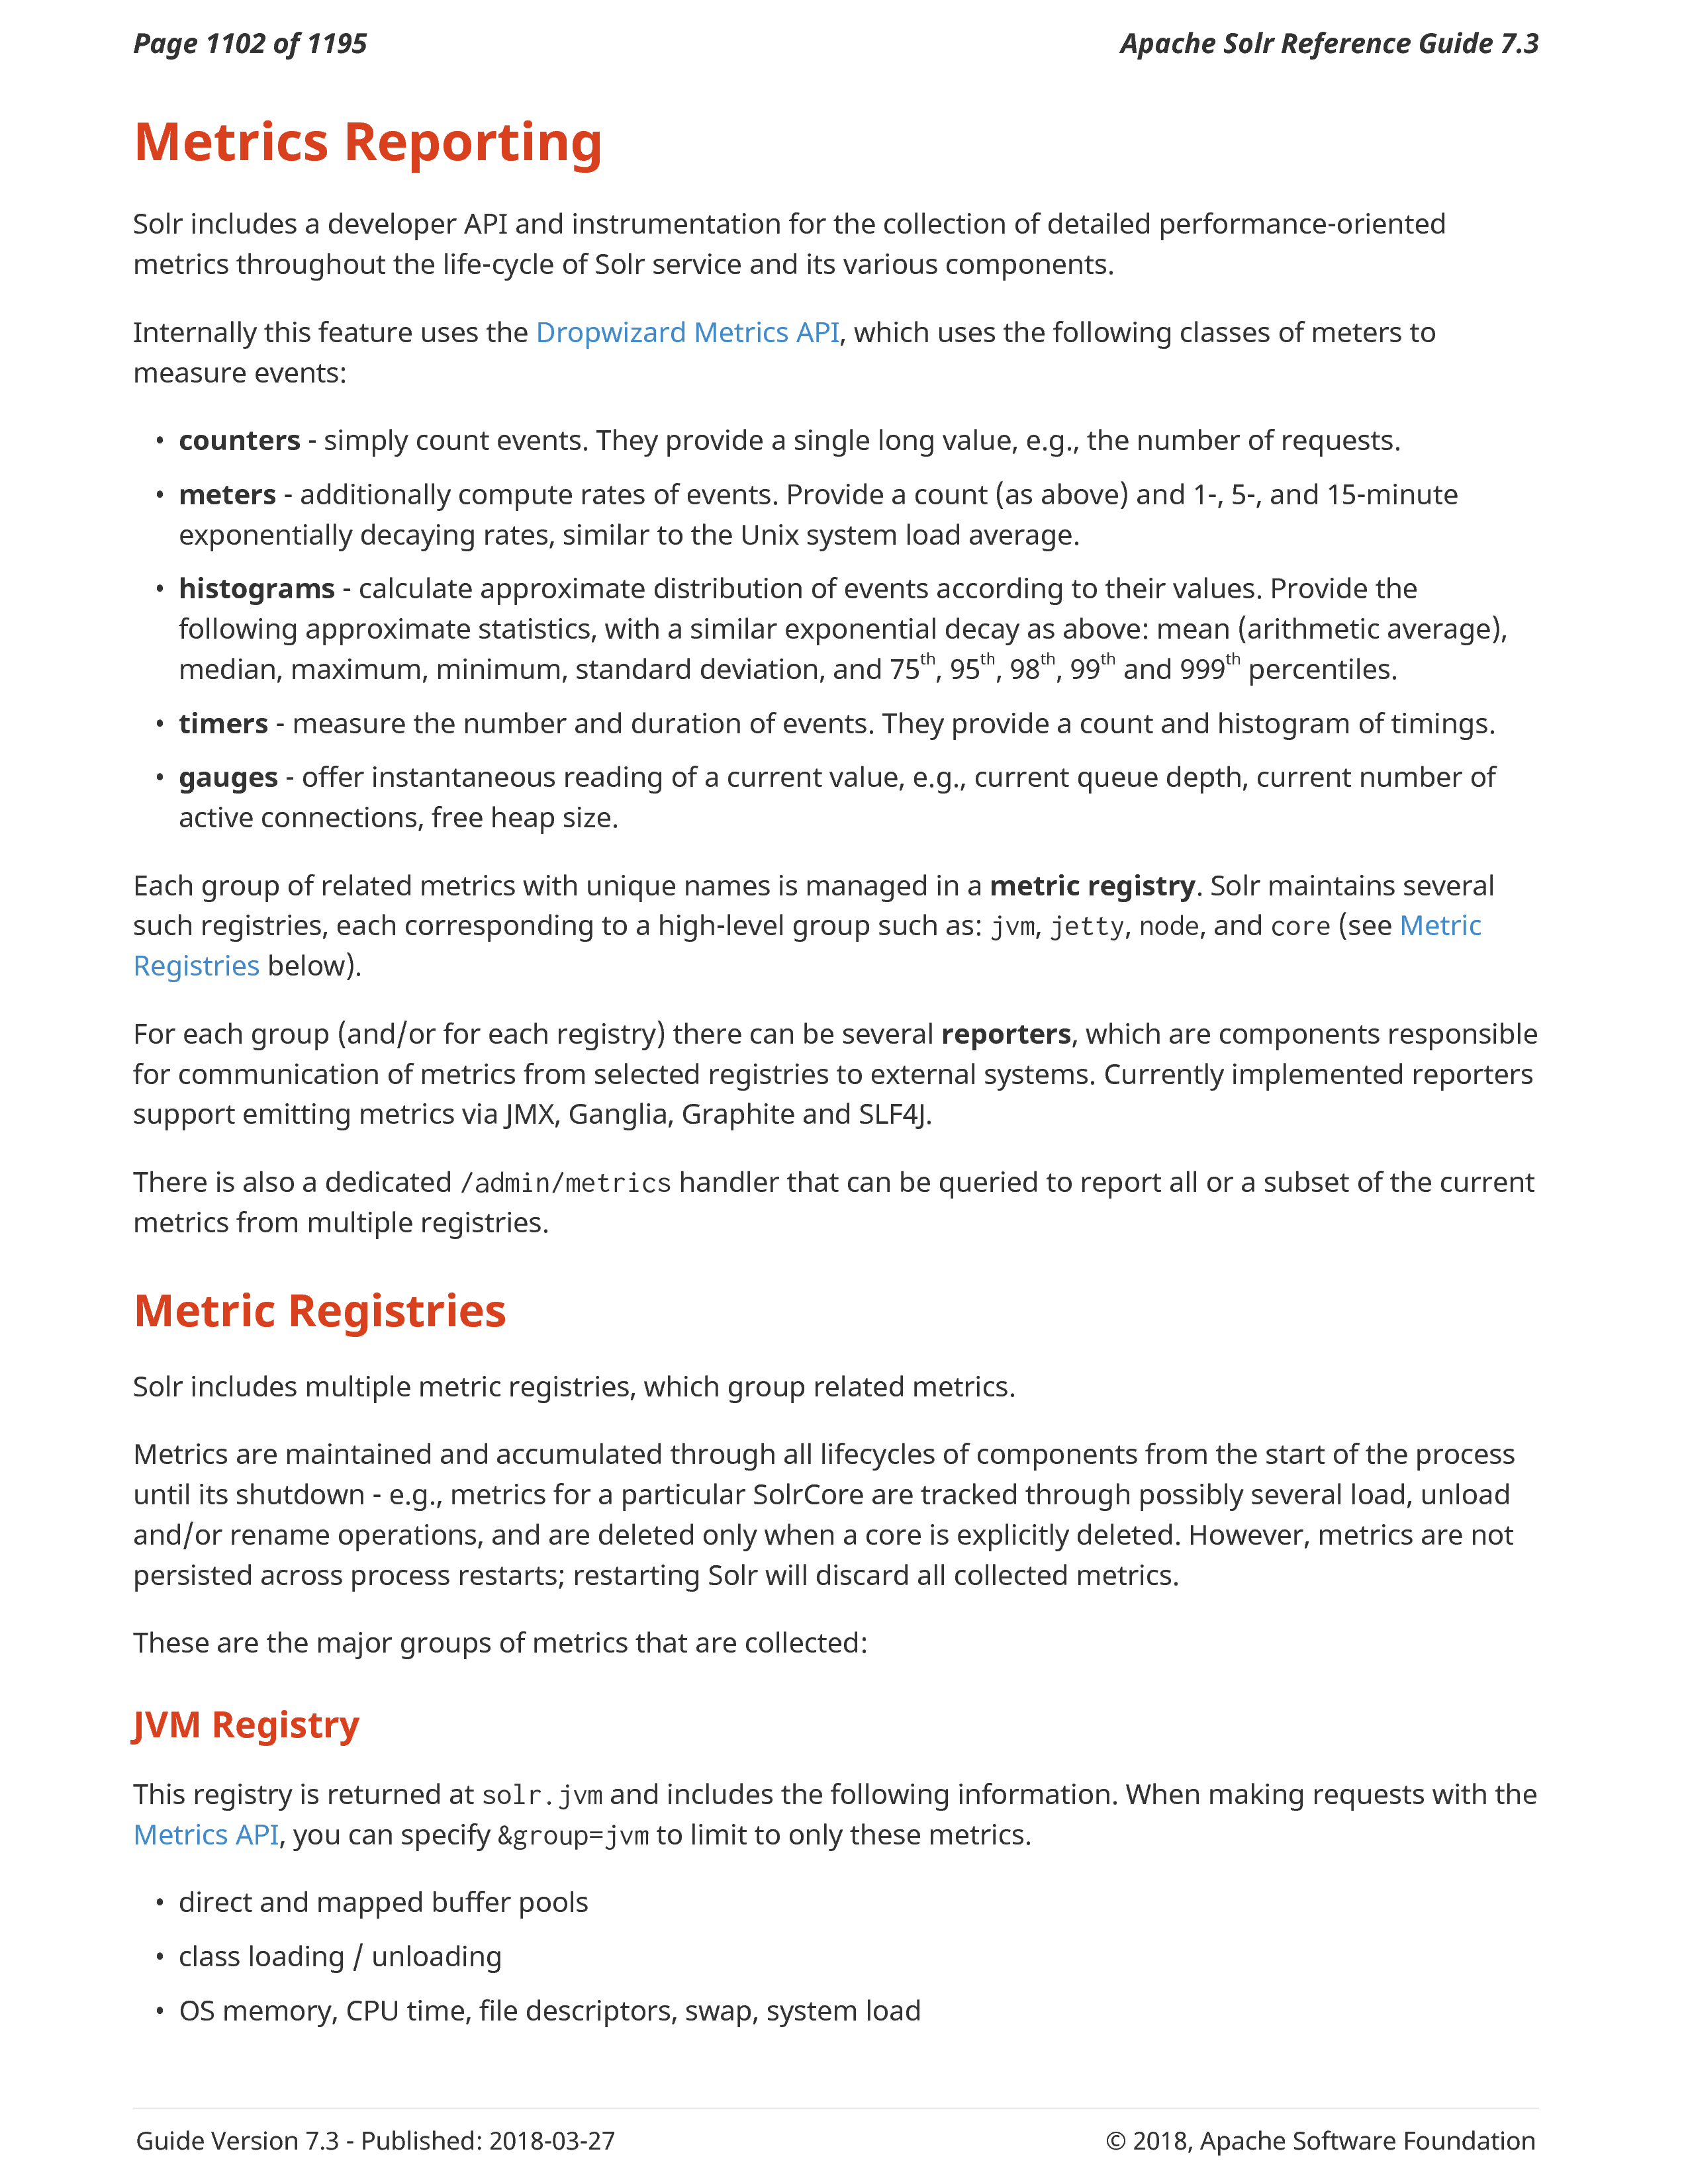 Page 1102 of 1195
Apache Solr Reference Guide 7.3
Metrics Reporting
Solr includes a developer API and instrumentation for the collection of detailed performance-oriented
metrics throughout the life-cycle of Solr service and its various components.
Internally this feature uses the Dropwizard Metrics API, which uses the following classes of meters to
measure events:
• counters - simply count events. They provide a single long value, e.g., the number of requests.
• meters - additionally compute rates of events. Provide a count (as above) and 1-, 5-, and 15-minute
exponentially decaying rates, similar to the Unix system load average.
• histograms - calculate approximate distribution of events according to their values. Provide the
following approximate statistics, with a similar exponential decay as above: mean (arithmetic average),
median, maximum, minimum, standard deviation, and 75th, 95th, 98th, 99th and 999th percentiles.
• timers - measure the number and duration of events. They provide a count and histogram of timings.
• gauges - offer instantaneous reading of a current value, e.g., current queue depth, current number of
active connections, free heap size.
Each group of related metrics with unique names is managed in a metric registry. Solr maintains several
such registries, each corresponding to a high-level group such as: jvm, jetty, node, and core (see Metric
Registries below).
For each group (and/or for each registry) there can be several reporters, which are components responsible
for communication of metrics from selected registries to external systems. Currently implemented reporters
support emitting metrics via JMX, Ganglia, Graphite and SLF4J.
There is also a dedicated /admin/metrics handler that can be queried to report all or a subset of the current
metrics from multiple registries.
Metric Registries
Solr includes multiple metric registries, which group related metrics.
Metrics are maintained and accumulated through all lifecycles of components from the start of the process
until its shutdown - e.g., metrics for a particular SolrCore are tracked through possibly several load, unload
and/or rename operations, and are deleted only when a core is explicitly deleted. However, metrics are not
persisted across process restarts; restarting Solr will discard all collected metrics.
These are the major groups of metrics that are collected:
JVM Registry
This registry is returned at solr.jvm and includes the following information. When making requests with the
Metrics API, you can specify &group=jvm to limit to only these metrics.
• direct and mapped buffer pools
• class loading / unloading
• OS memory, CPU time, file descriptors, swap, system load
Guide Version 7.3 - Published: 2018-03-27
© 2018, Apache Software Foundation